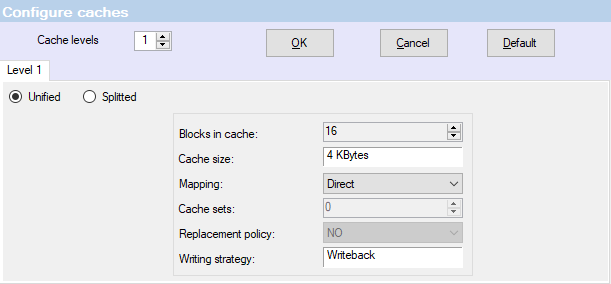 Configure caches
Cache levels 1 OK Cancel Default
Level 1
Unified Splitted
Blocks in cache: 16
Cache size: 4 KBytes
Mapping: Direct
Cache sets: 0
Replacement policy: NO
Writing strategy: Writeback